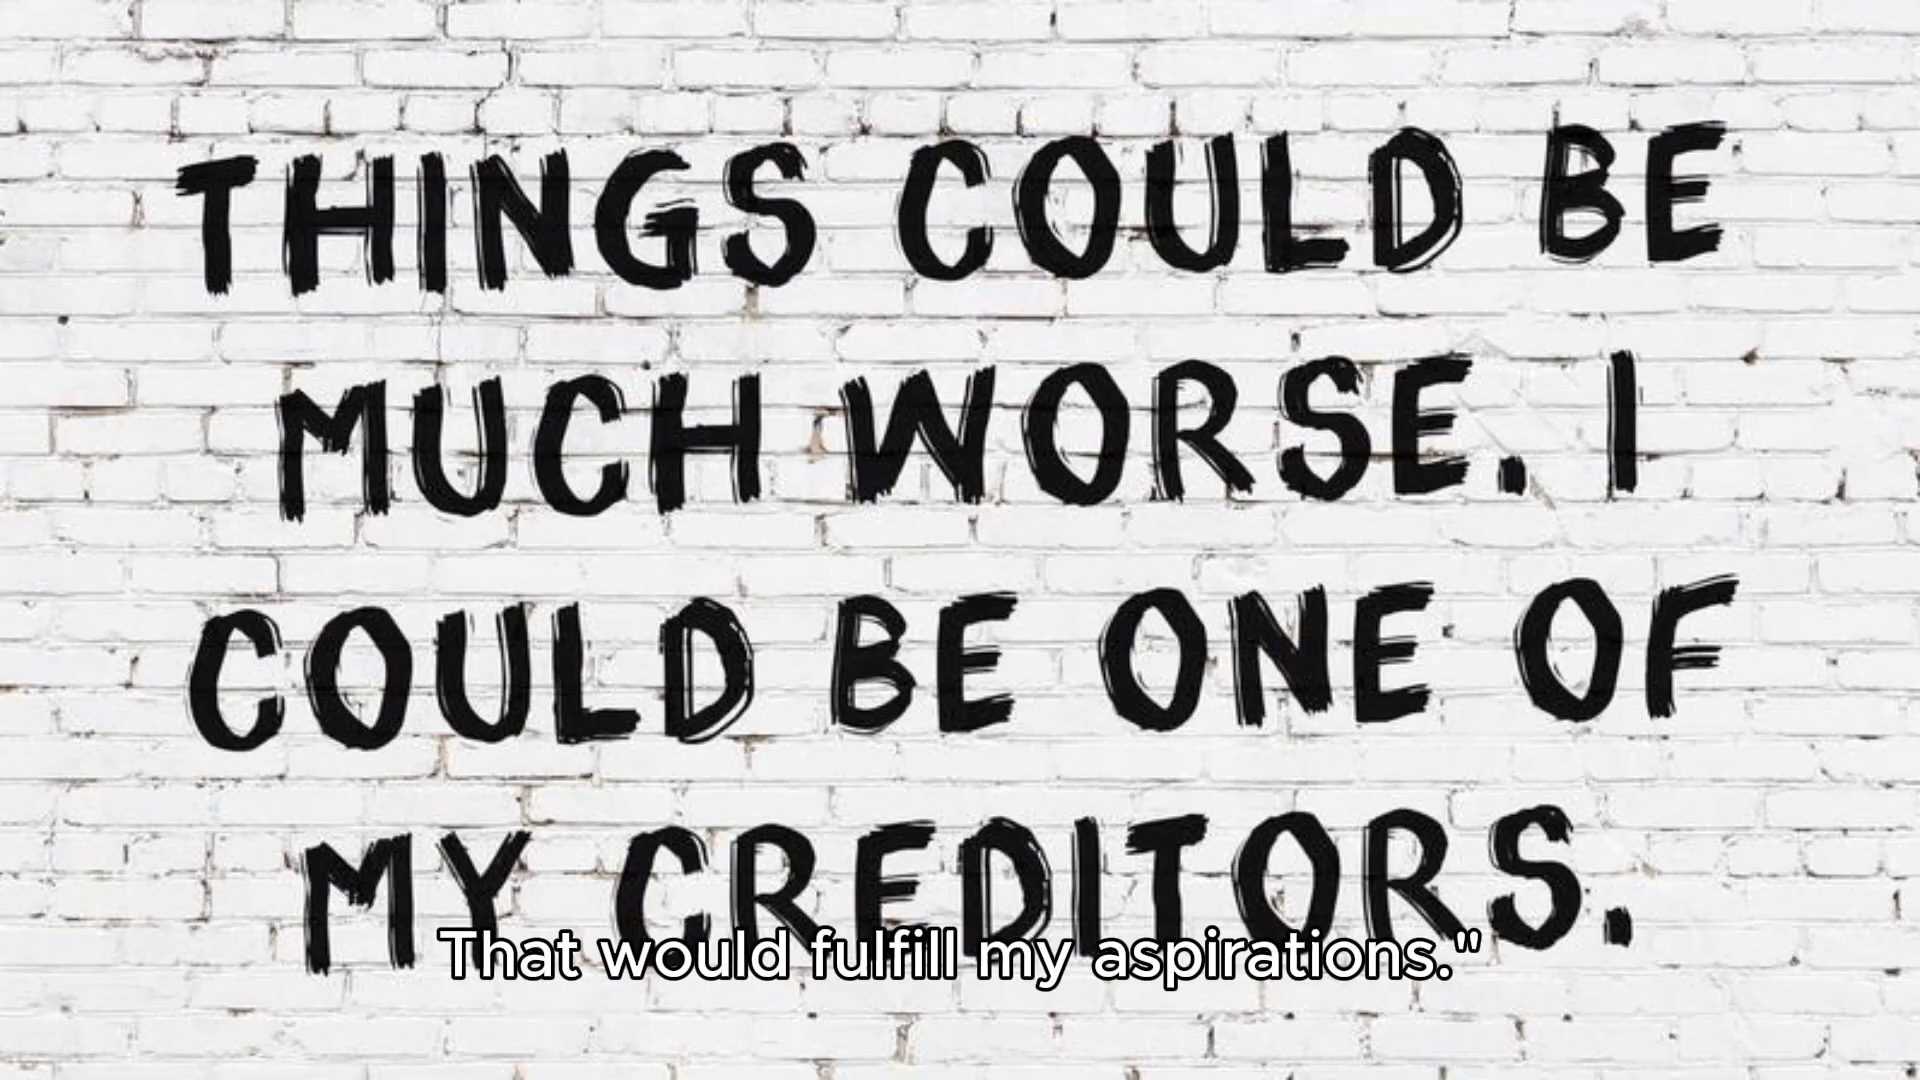 THINGS COULD BE
MUCH WORSE. I
COULD BE ONE OF
MY CREDITORS.
That would fulfill my aspirations."